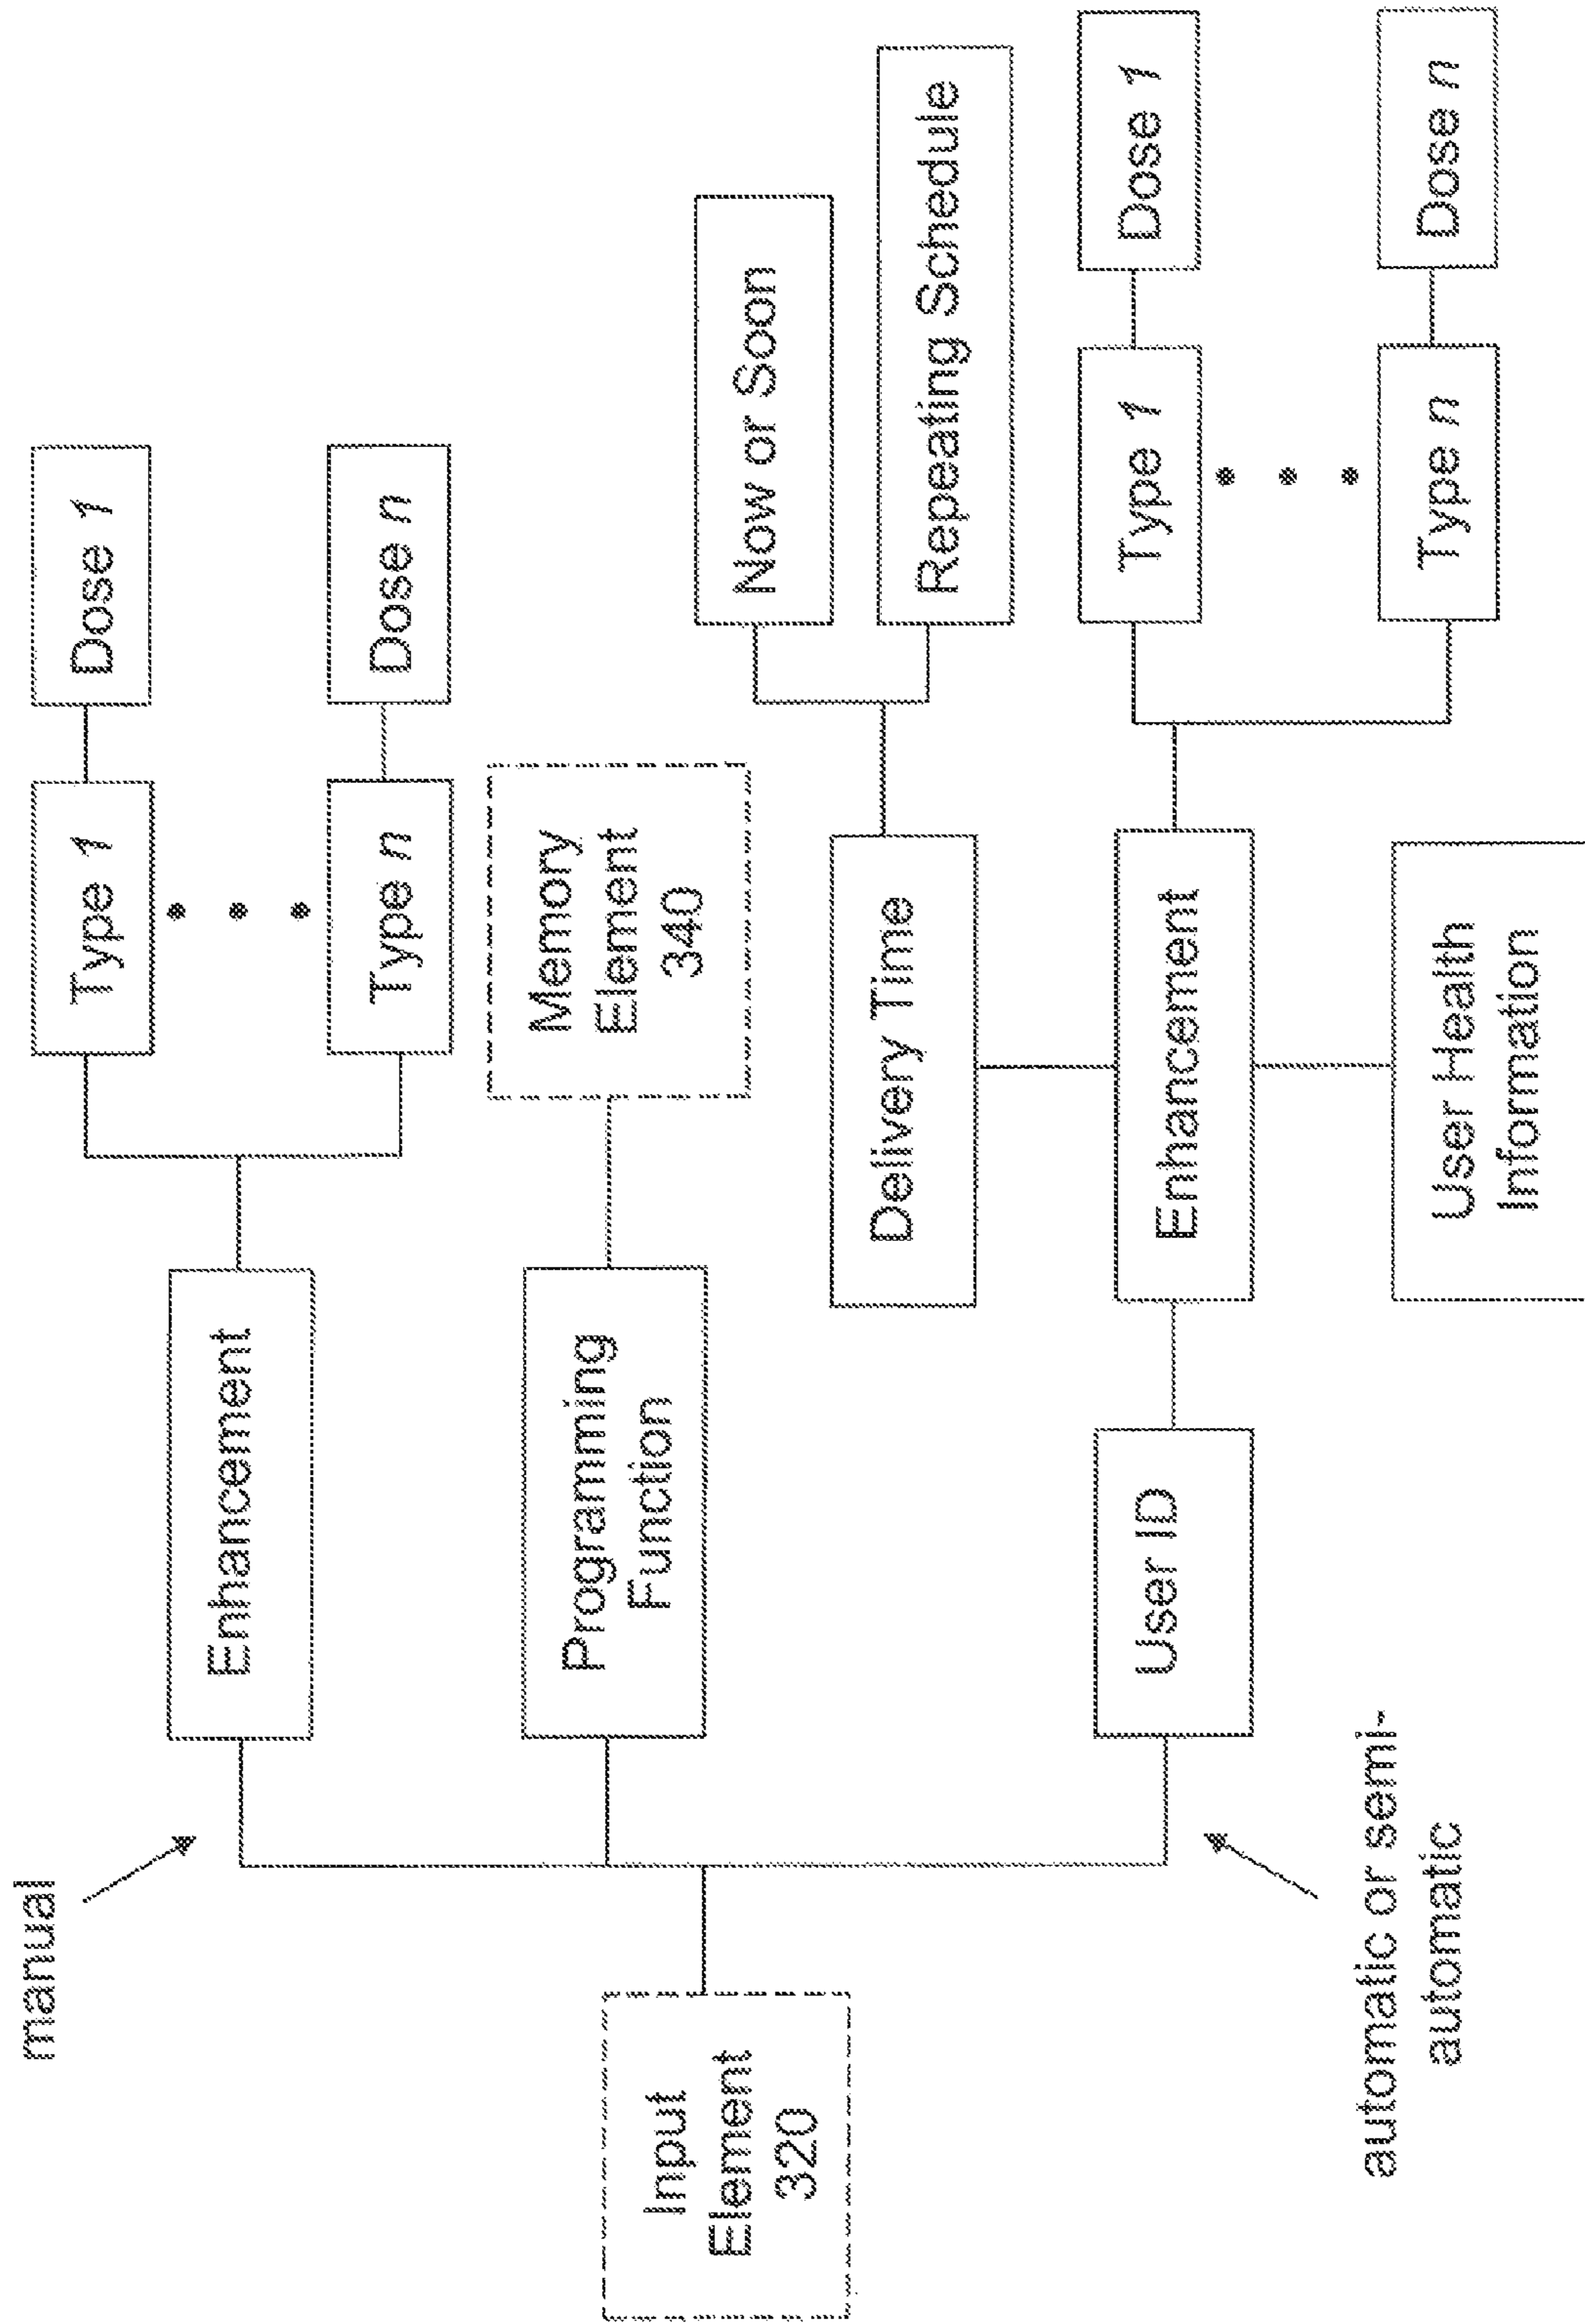 manual
Input
Element
320
automatic or semi-
automatic
Enhancement
Type 1
Dose 1
Type n
Dose n
Programming
Function
Memory
Element
340
User ID
Delivery Time
Now or Soon
Repeating Schedule
Enhancement
Type 1
Dose 1
Type n
Dose n
User Health
Information